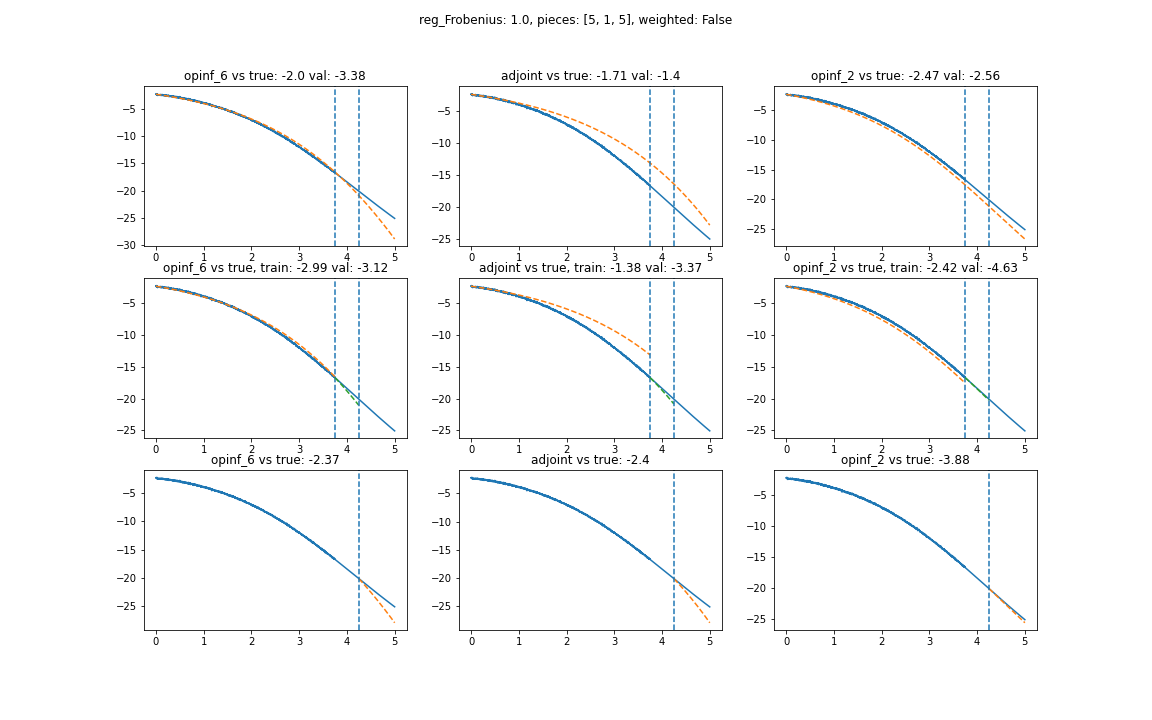 reg_Frobenius: 1.0, pieces: [5, 1, 5], weighted: False
opinf_6 vs true: -2.0 val: -3.38
adjoint vs true: -1.71 val: -1.4
opinf_2 vs true: -2.47 val: -2.56
−5
−10
−15
−20
−25
−30
0 1 2 3 4 5
−5
−10
−15
−20
−25
0 1 2 3 4 5
−5
−10
−15
−20
−25
0 1 2 3 4 5
opinf_6 vs true, train: -2.99 val: -3.12
adjoint vs true, train: -1.38 val: -3.37
opinf_2 vs true, train: -2.42 val: -4.63
−5
−10
−15
−20
−25
0 1 2 3 4 5
−5
−10
−15
−20
−25
0 1 2 3 4 5
−5
−10
−15
−20
−25
0 1 2 3 4 5
opinf_6 vs true: -2.37
adjoint vs true: -2.4
opinf_2 vs true: -3.88
−5
−10
−15
−20
−25
0 1 2 3 4 5
−5
−10
−15
−20
−25
0 1 2 3 4 5
−5
−10
−15
−20
−25
0 1 2 3 4 5